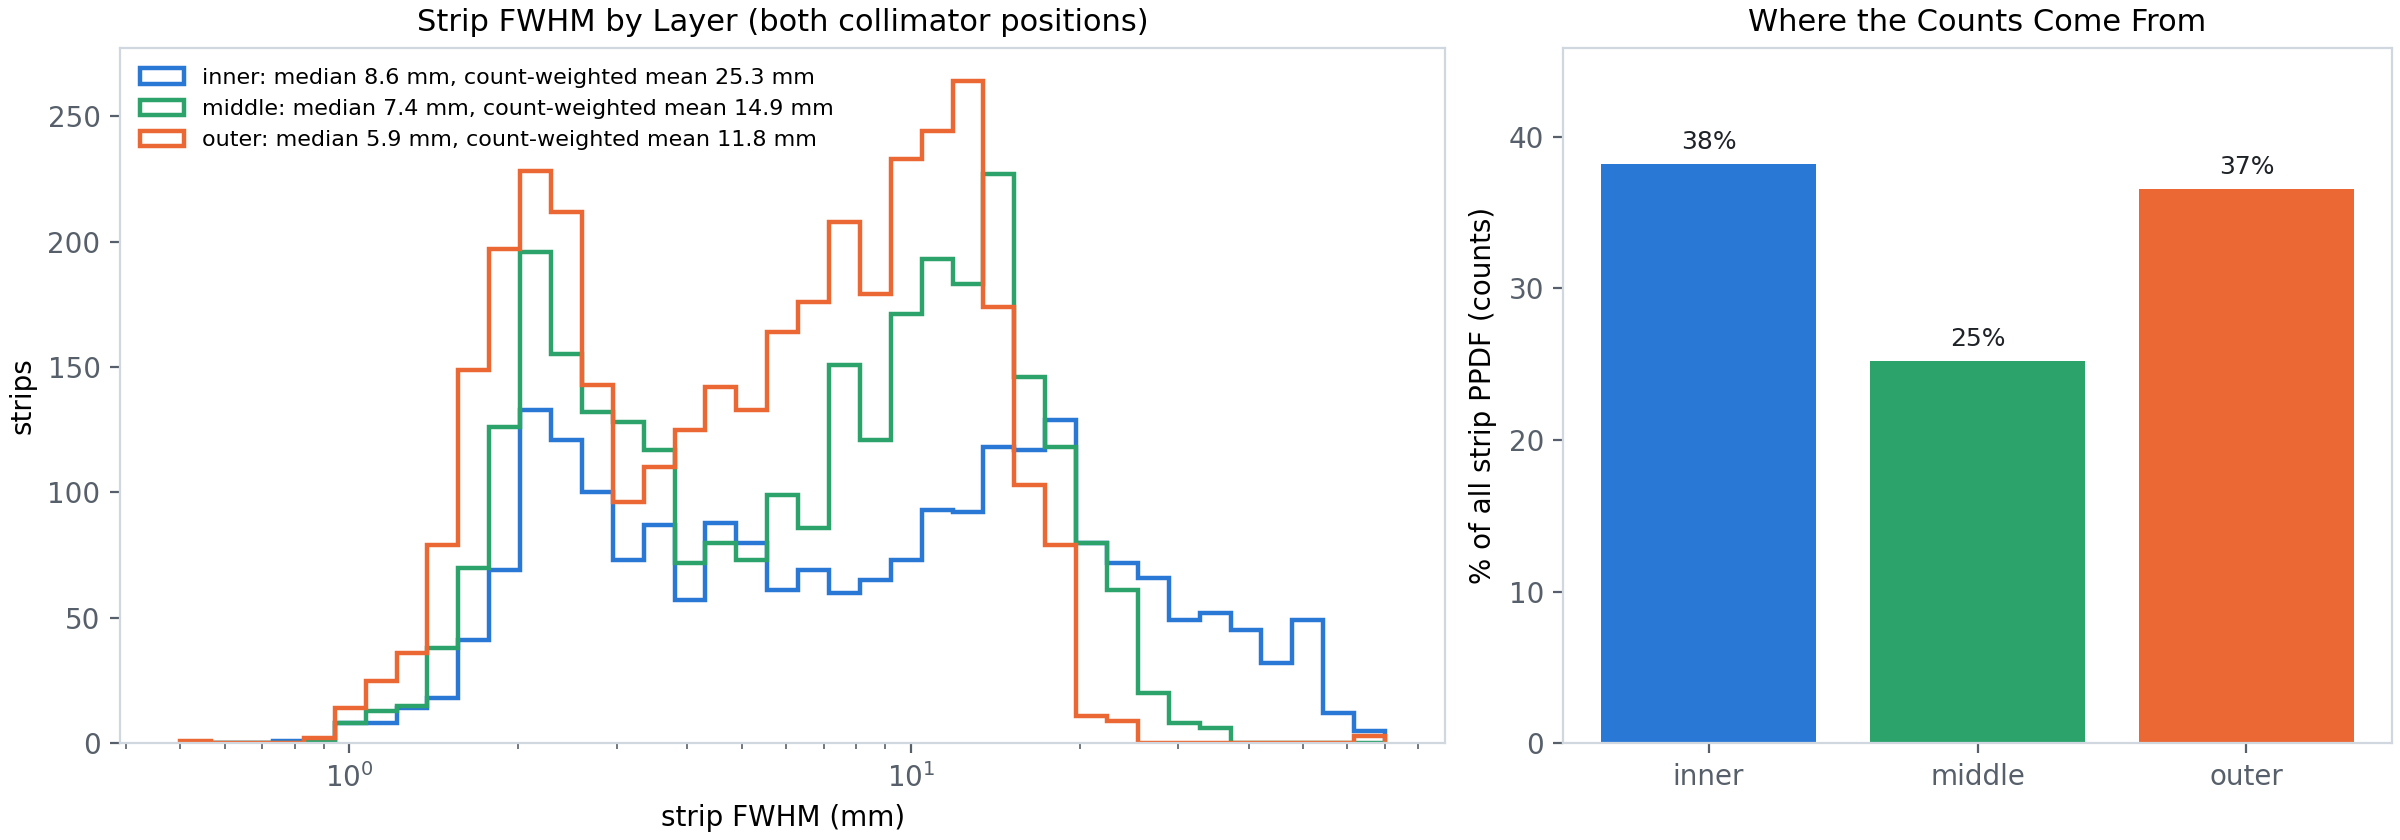 Strip FWHM by Layer (both collimator positions)
inner: median 8.6 mm, count-weighted mean 25.3 mm
middle: median 7.4 mm, count-weighted mean 14.9 mm
outer: median 5.9 mm, count-weighted mean 11.8 mm
250
200
150
100
50
0
strips
10⁰
10¹
strip FWHM (mm)
Where the Counts Come From
40
30
20
10
0
% of all strip PPDF (counts)
38%
25%
37%
inner
middle
outer